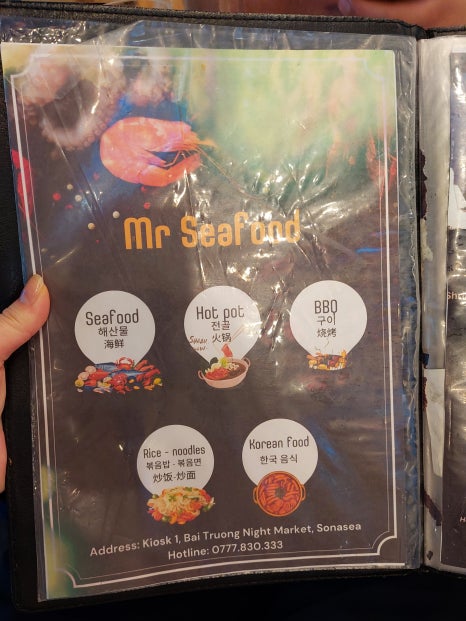 Mr Seafood
Seafood
해산물
海鲜
Hot pot
전골
火锅
BBQ
구이
烧烤
Rice - noodles
볶음밥 - 볶음면
炒饭-炒面
Korean food
한국 음식
Address: Kiosk 1, Bai Truong Night Market, Sonasea
Hotline: 0777.830.333